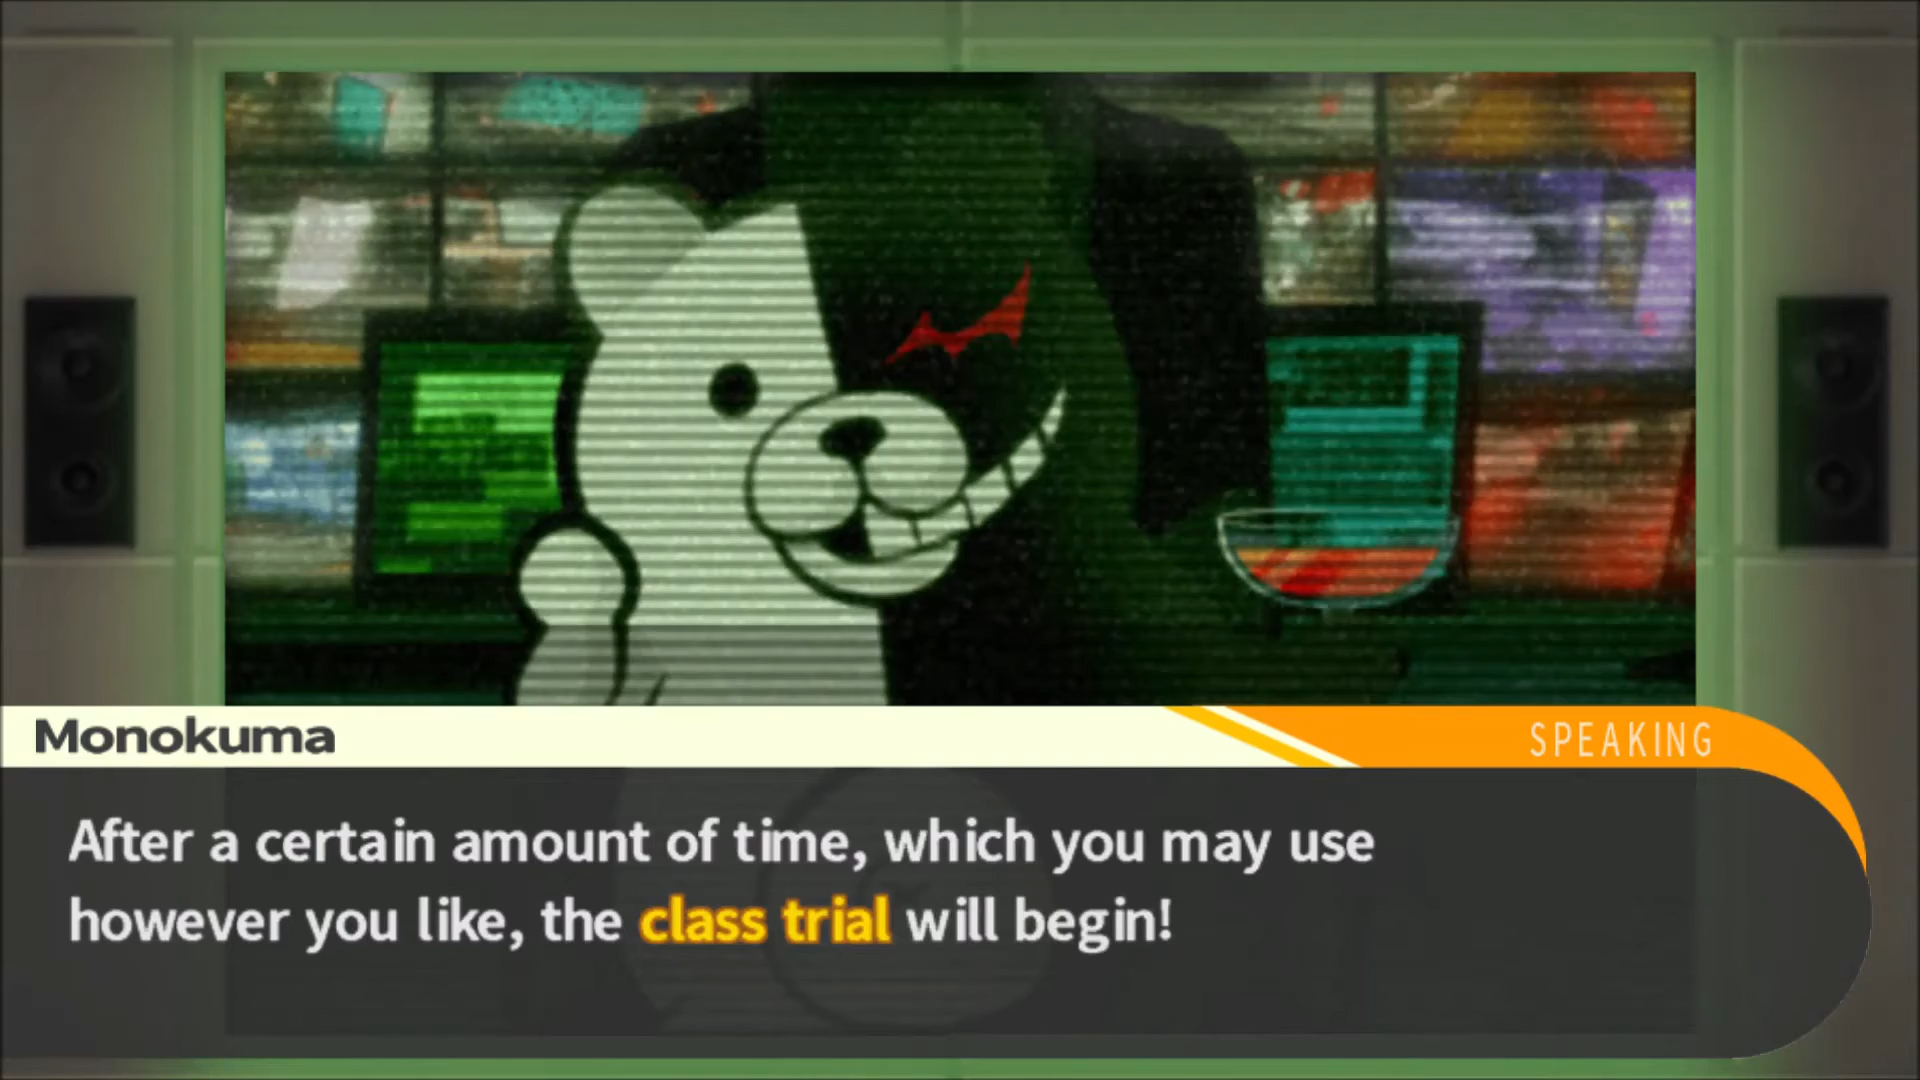 Monokuma
SPEAKING
After a certain amount of time, which you may use
however you like, the class trial will begin!